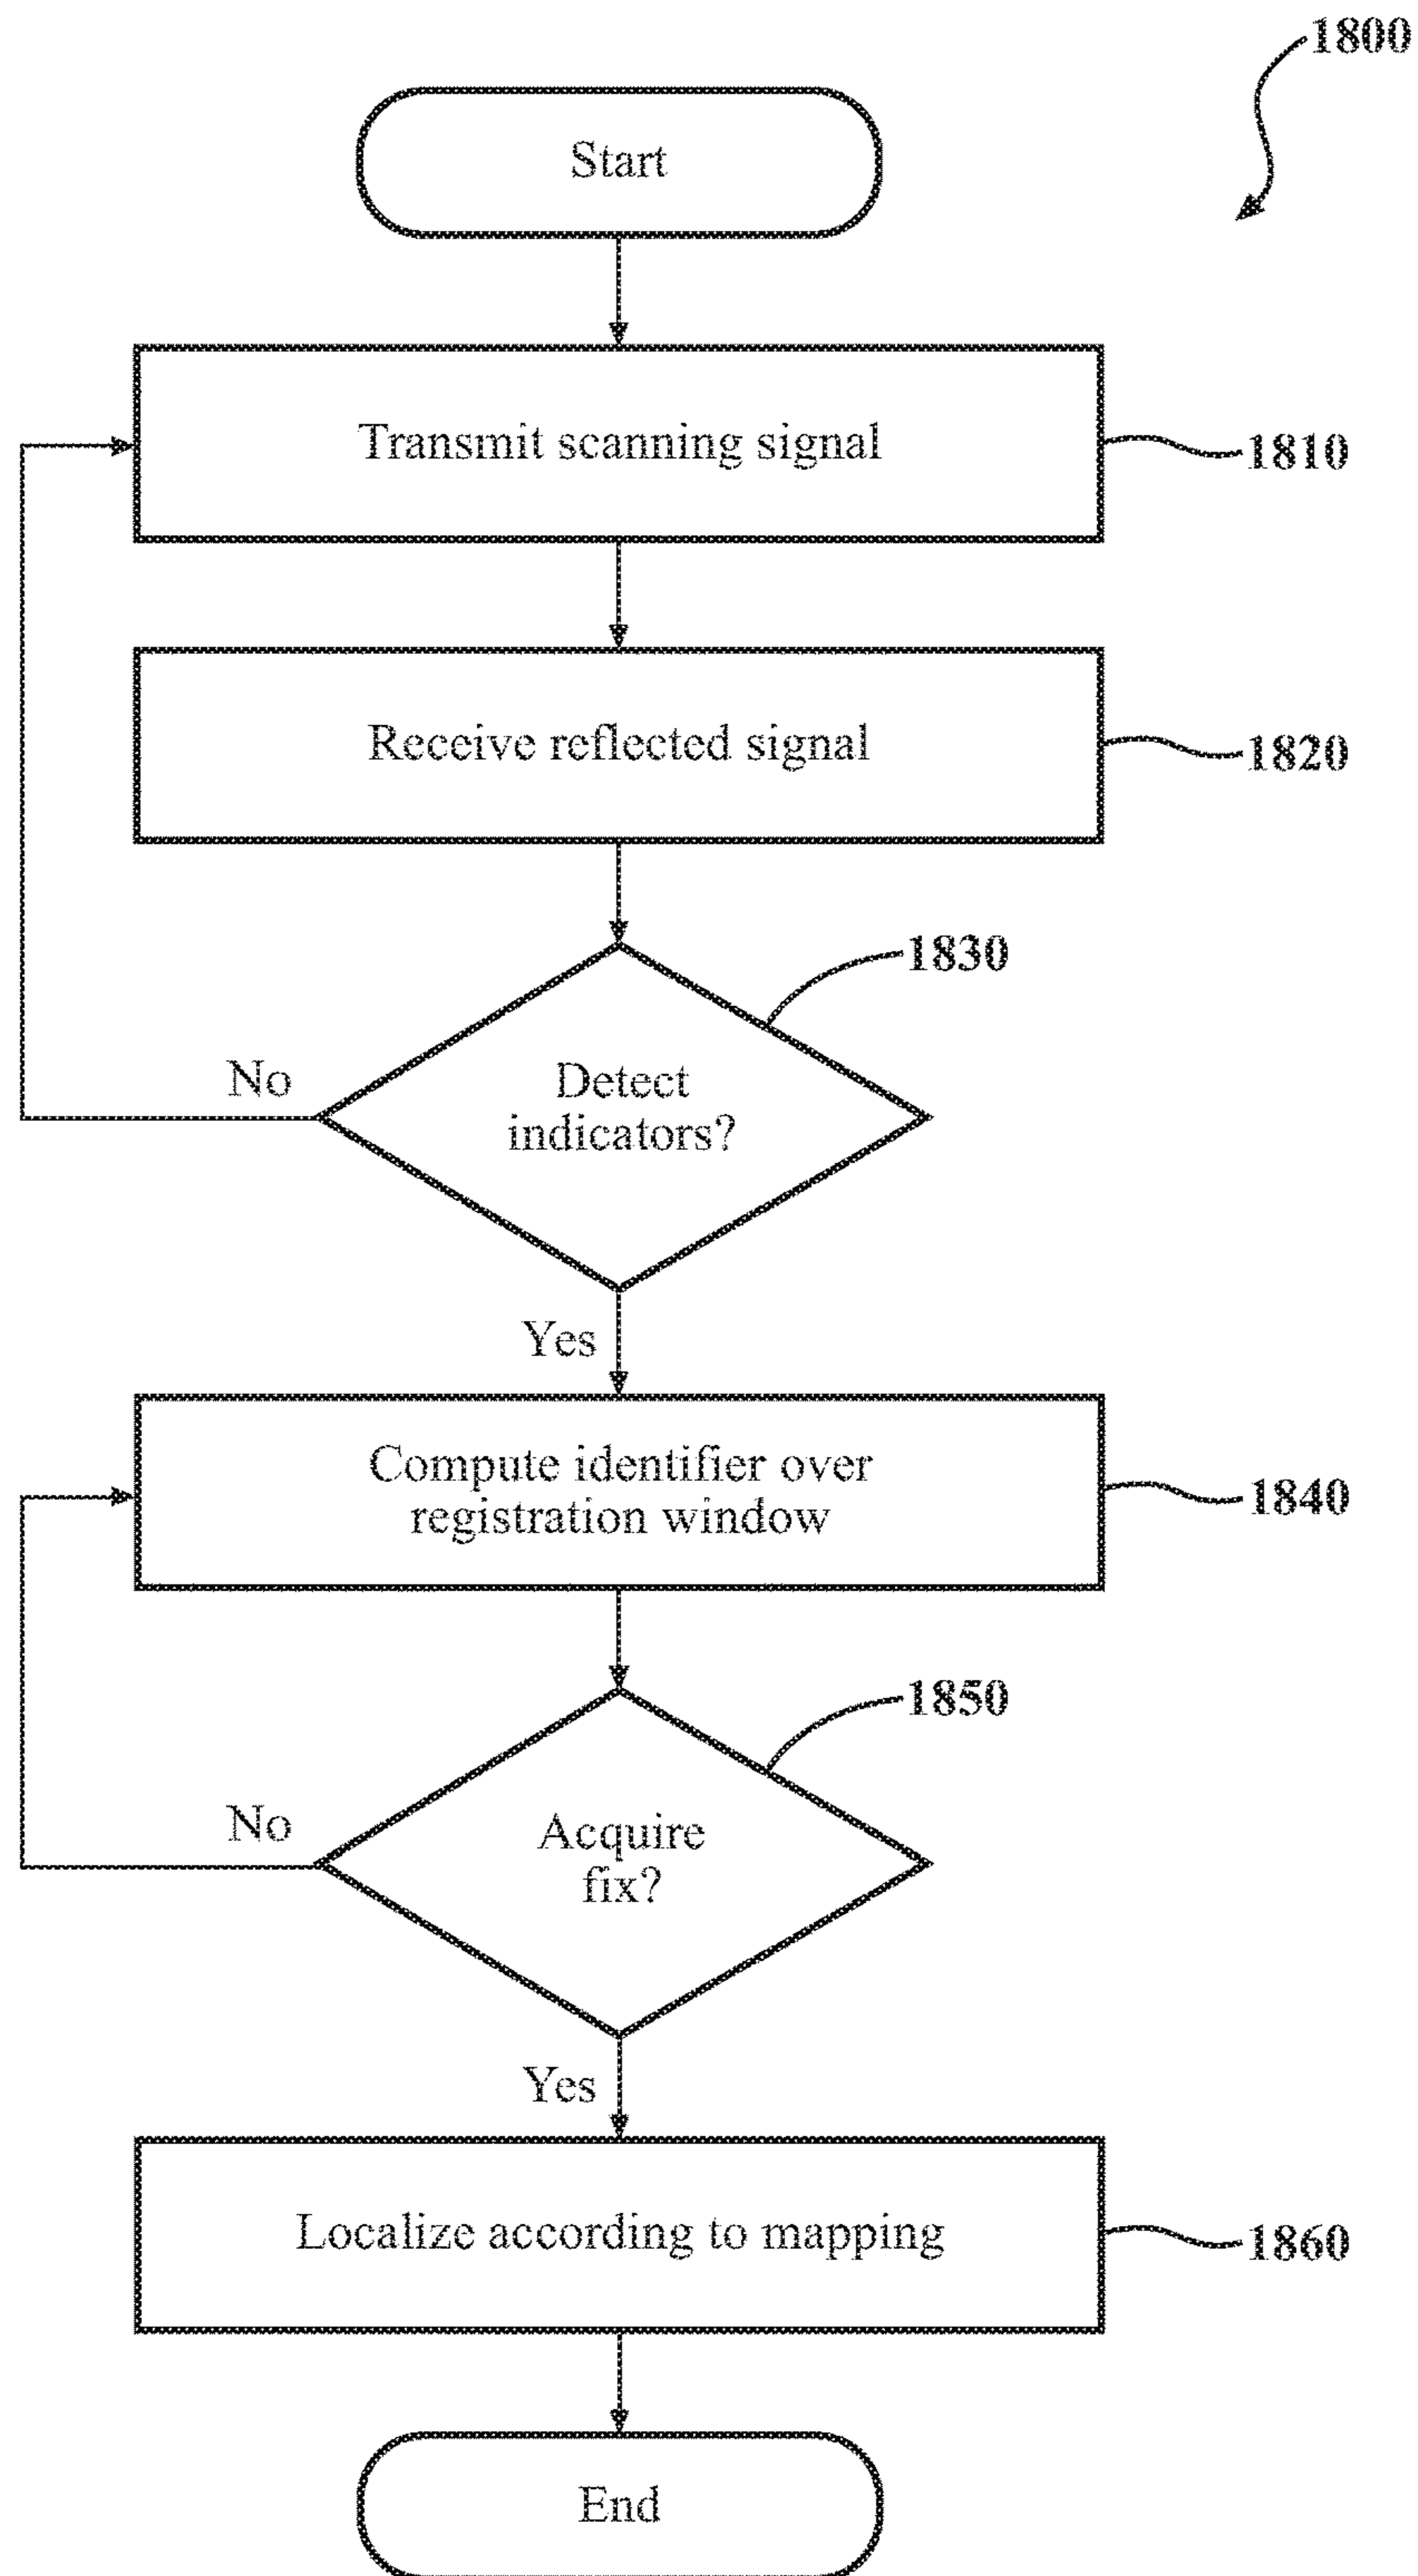 1800
Start
Transmit scanning signal
1810
Receive reflected signal
1820
1830
Detect
indicators?
No
Yes
Compute identifier over
registration window
1840
1850
Acquire
fix?
No
Yes
Localize according to mapping
1860
End